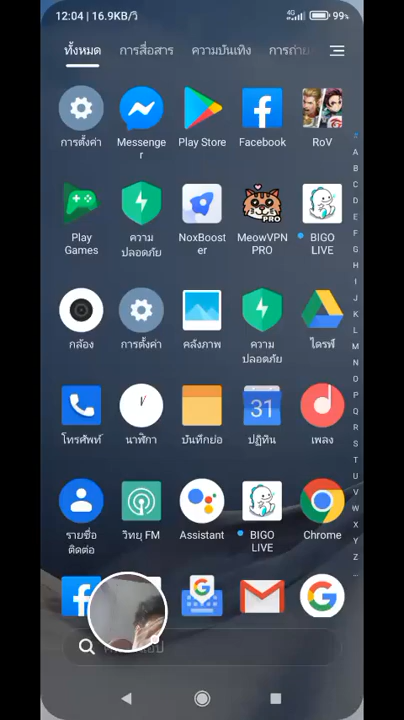 12:04 | 16.9KB/วิ 4G 99%
ทั้งหมด การสื่อสาร ความบันเทิง การถ่าย
การตั้งค่า Messenge Play Store Facebook RoV
r
Play ความ NoxBoost MeowVPN BIGO
Games ปลอดภัย er PRO LIVE
กล้อง การตั้งค่า คลังภาพ ความ ไดรฟ์
ปลอดภัย
31
โทรศัพท์ นาฬิกา บันทึกย่อ ปฏิทิน เพลง
รายชื่อ วิทยุ FM Assistant BIGO Chrome
ติดต่อ LIVE
#
A
B
C
D
E
F
G
H
I
J
K
L
M
N
O
P
Q
R
S
T
U
V
W
X
Y
Z